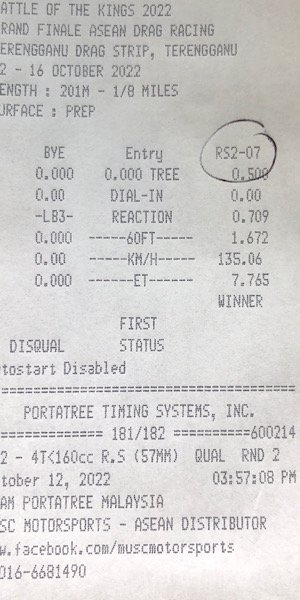 ATTLE OF THE KINGS 2022
RAND FINALE ASEAN DRAG RACING
ERENGGANU DRAG STRIP, TERENGGANU
2 - 16 OCTOBER 2022
ENGTH : 201M - 1/8 MILES
URFACE : PREP
BYE Entry RS2-07
0.000 0.000 TREE 0.500
0.00 DIAL-IN 0.00
-LB3- REACTION 0.709
0.000 -----60FT----- 1.672
0.00 -----KM/H----- 135.06
0.000 ------ET------ 7.765
WINNER
FIRST
DISQUAL STATUS
tostart Disabled
=====================================
PORTATREE TIMING SYSTEMS, INC.
============= 181/182 ==========600214
2 - 4T<160cc R.S (57MM) QUAL RND 2
tober 12, 2022 03:57:08 PM
AM PORTATREE MALAYSIA
SC MOTORSPORTS - ASEAN DISTRIBUTOR
w.facebook.com/muscmotorsports
016-6681490